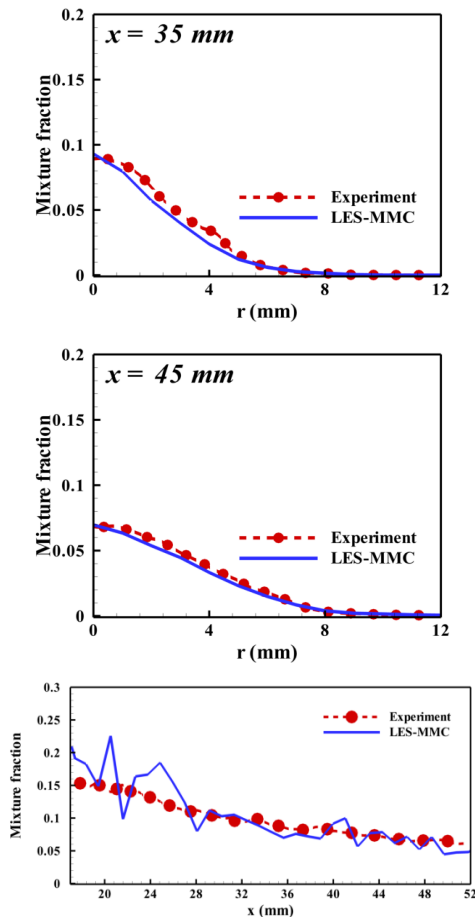 x = 35 mm
0.2
0.15
0.1
0.05
0
Mixture fraction
Experiment
LES-MMC
0 4 8 12
r (mm)
x = 45 mm
0.2
0.15
0.1
0.05
0
Mixture fraction
Experiment
LES-MMC
0 4 8 12
r (mm)
0.3
0.25
0.2
0.15
0.1
0.05
0
Mixture fraction
Experiment
LES-MMC
20 24 28 32 36 40 44 48 52
x (mm)